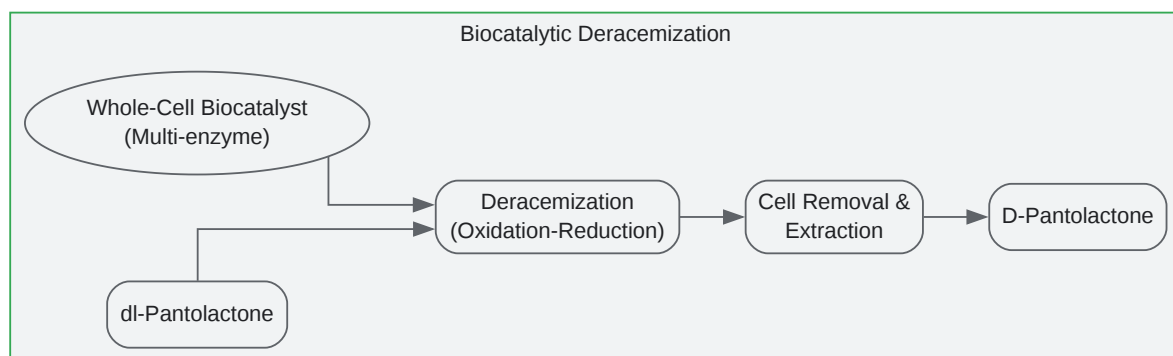 Biocatalytic Deracemization
Whole-Cell Biocatalyst
(Multi-enzyme)
Deracemization
(Oxidation-Reduction)
Cell Removal &
Extraction
D-Pantolactone
dl-Pantolactone